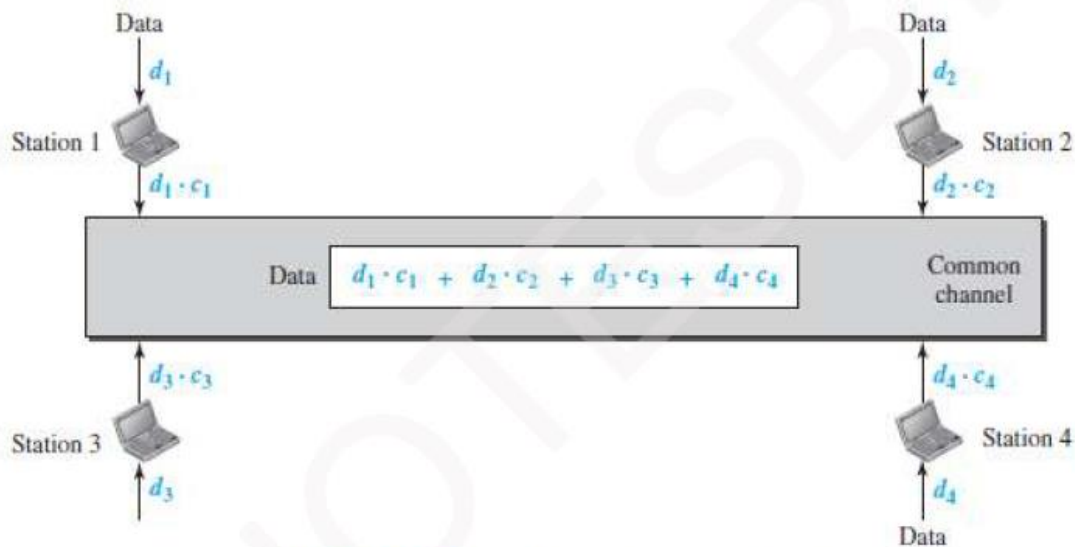 Data
Data
d₁
d₂
Station 1
Station 2
d₁ · c₁
d₂ · c₂
Data
d₁ · c₁ + d₂ · c₂ + d₃ · c₃ + d₄ · c₄
Common
channel
d₃ · c₃
d₄ · c₄
Station 3
Station 4
d₃
d₄
Data